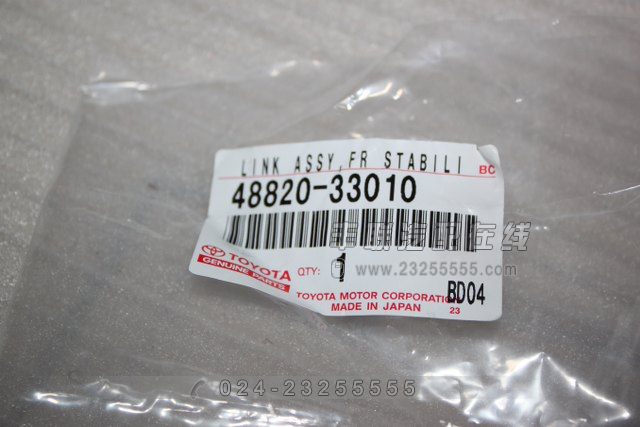 LINK ASSY, FR STABILI
BC
48820-33010
TOYOTA
GENUINE PARTS
QTY: 1
www.23255555.com
TOYOTA MOTOR CORPORATION
MADE IN JAPAN
BD04
23
024-23255555